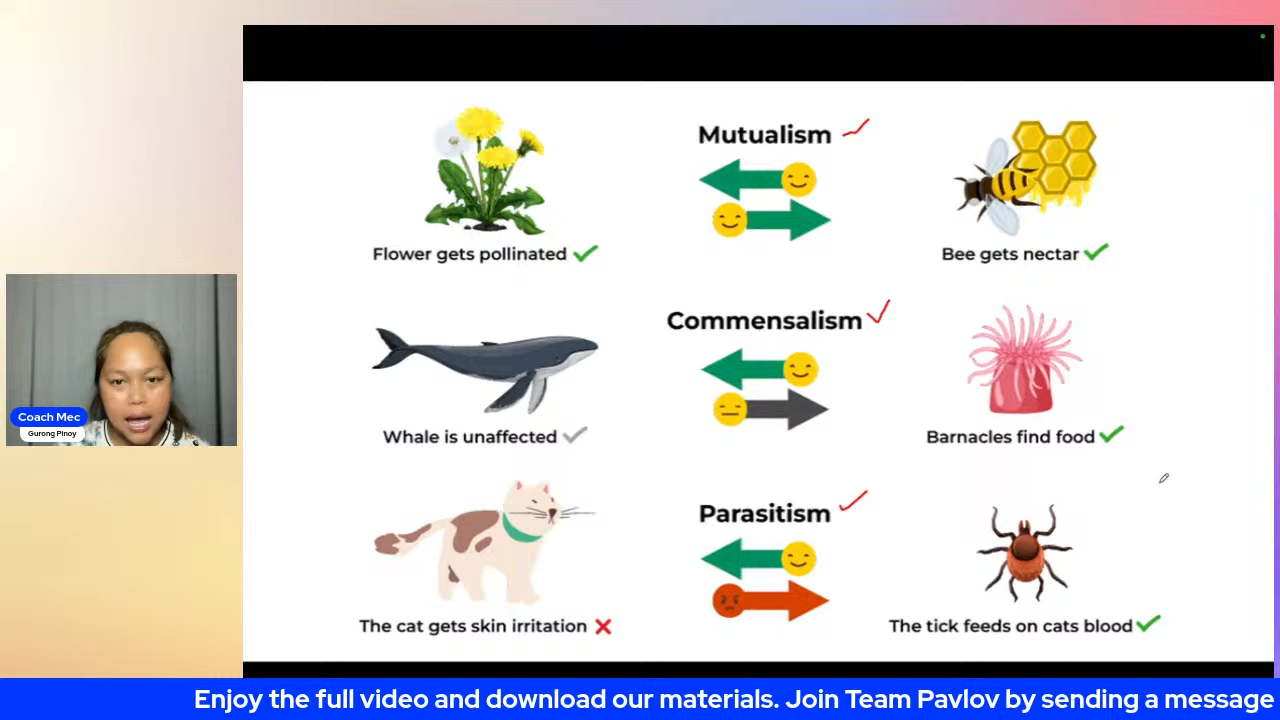 Mutualism
Flower gets pollinated
Bee gets nectar
Commensalism
Whale is unaffected
Barnacles find food
Coach Mec
Gurong Pinoy
Parasitism
The cat gets skin irritation
The tick feeds on cats blood
Enjoy the full video and download our materials. Join Team Pavlov by sending a message